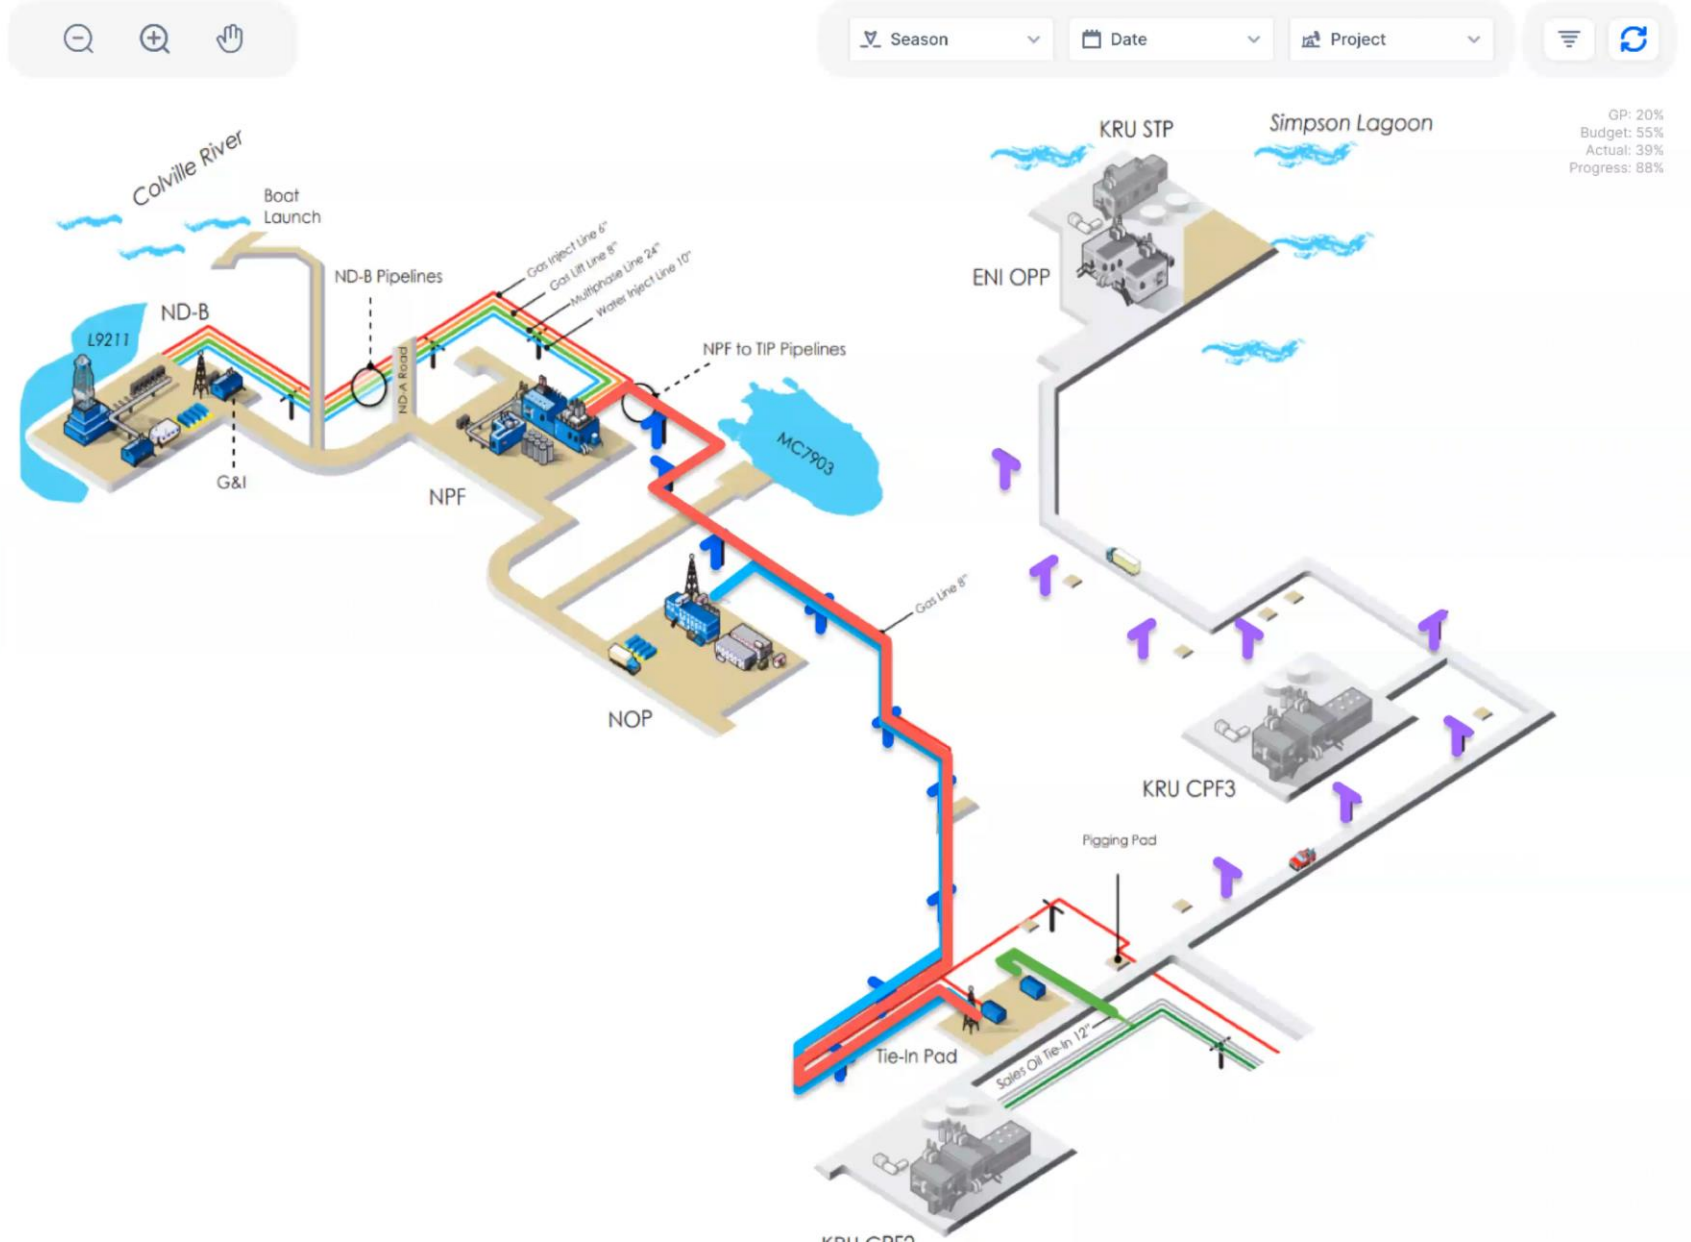 Season
Date
Project
GP: 20%
Budget: 55%
Actual: 39%
Progress: 88%
Colville River
Boat
Launch
KRU STP
Simpson Lagoon
ENI OPP
ND-B Pipelines
Gas Inject Line 6"
Gas Lift Line 8"
Multiphase Line 24"
Water Inject Line 10"
ND-B
L9211
ND-A Road
NPF to TIP Pipelines
MC7903
G&I
NPF
Gas Line 8"
NOP
KRU CPF3
Pigging Pad
Tie-In Pad
Sales Oil Tie-In 12"
KRU CPF2